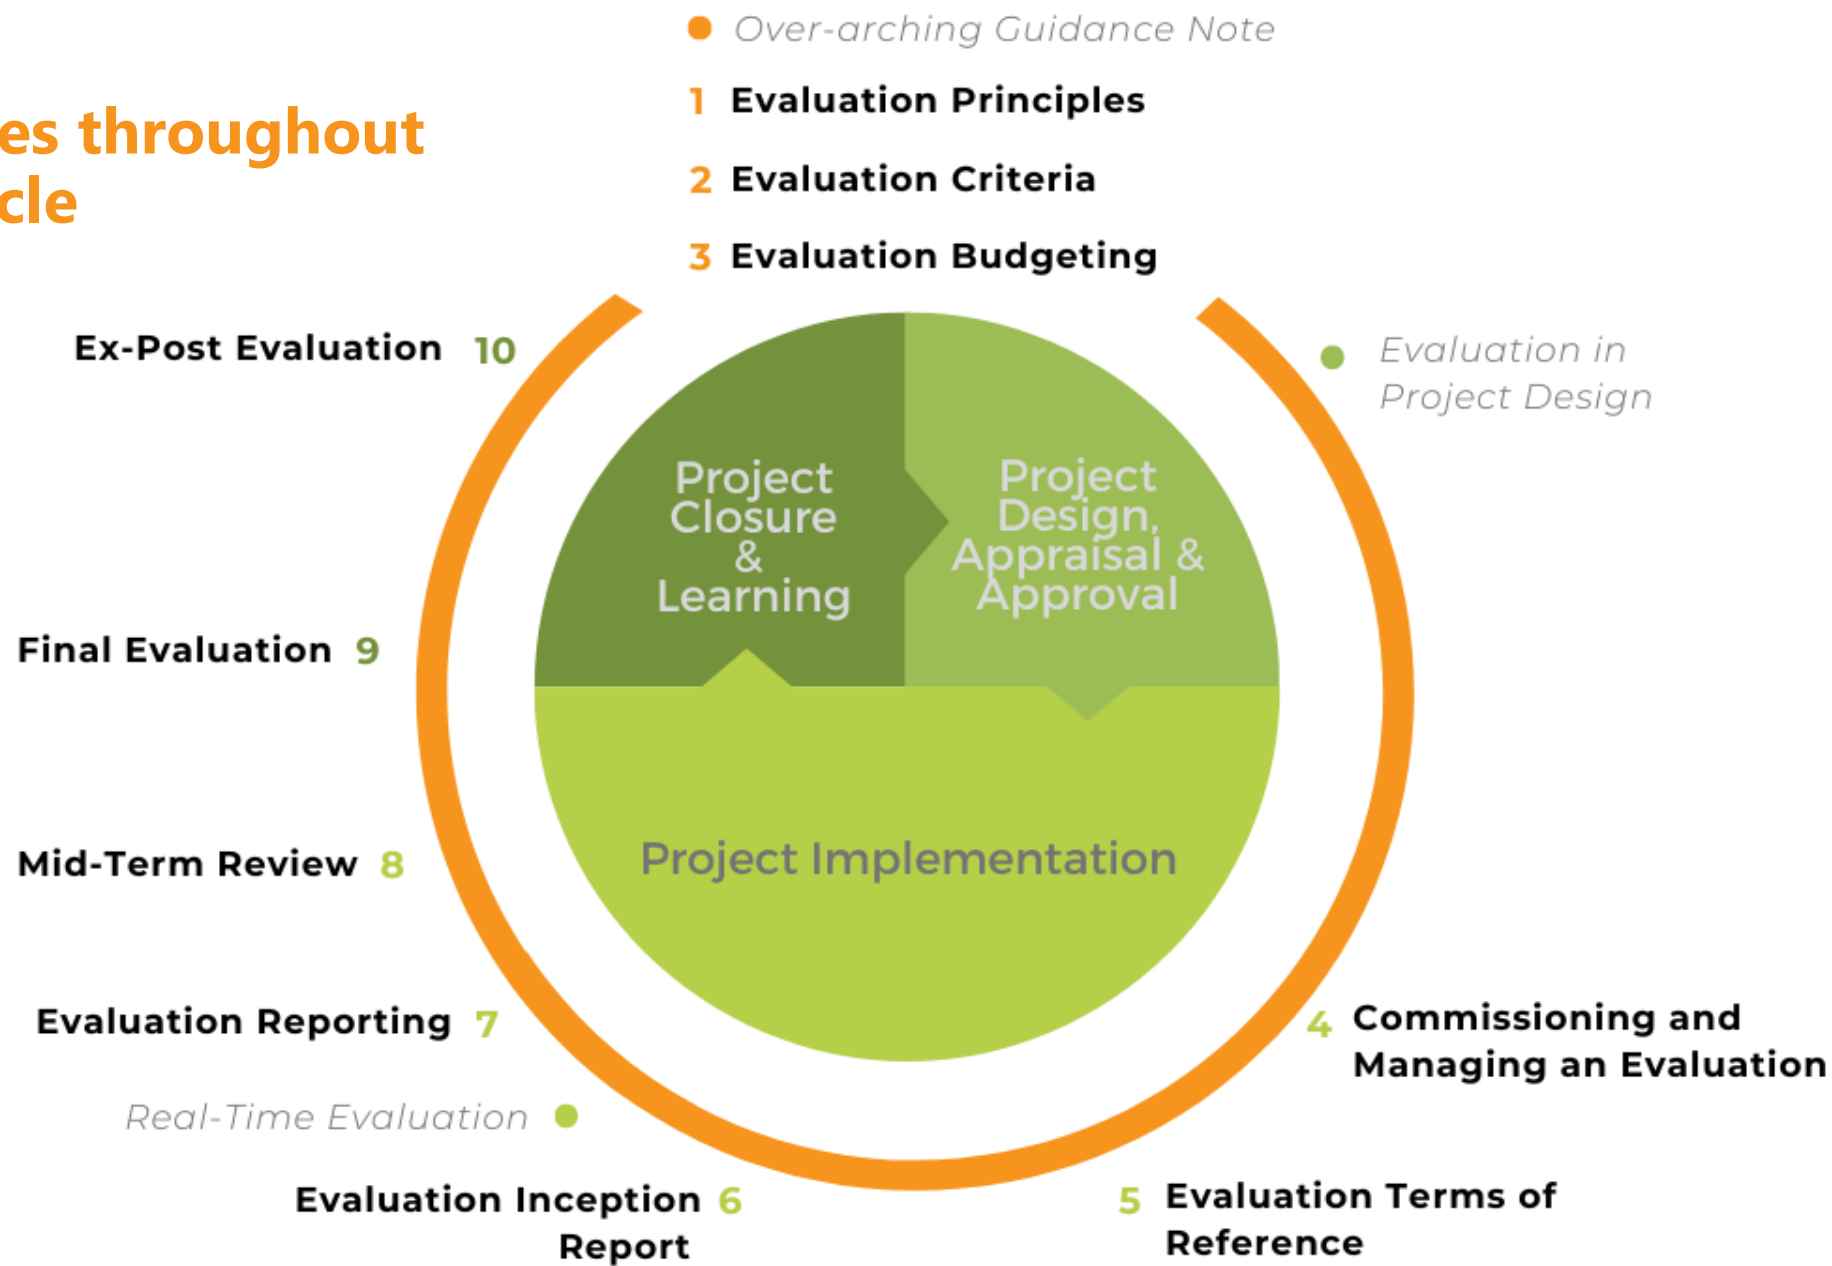 es throughout
cle
Over-arching Guidance Note
1 Evaluation Principles
2 Evaluation Criteria
3 Evaluation Budgeting
Evaluation in
Project Design
4 Commissioning and
Managing an Evaluation
5 Evaluation Terms of
Reference
Evaluation Inception 6
Report
Real-Time Evaluation
Evaluation Reporting 7
Mid-Term Review 8
Final Evaluation 9
Ex-Post Evaluation 10
Project
Closure
&
Learning
Project
Design,
Appraisal &
Approval
Project Implementation